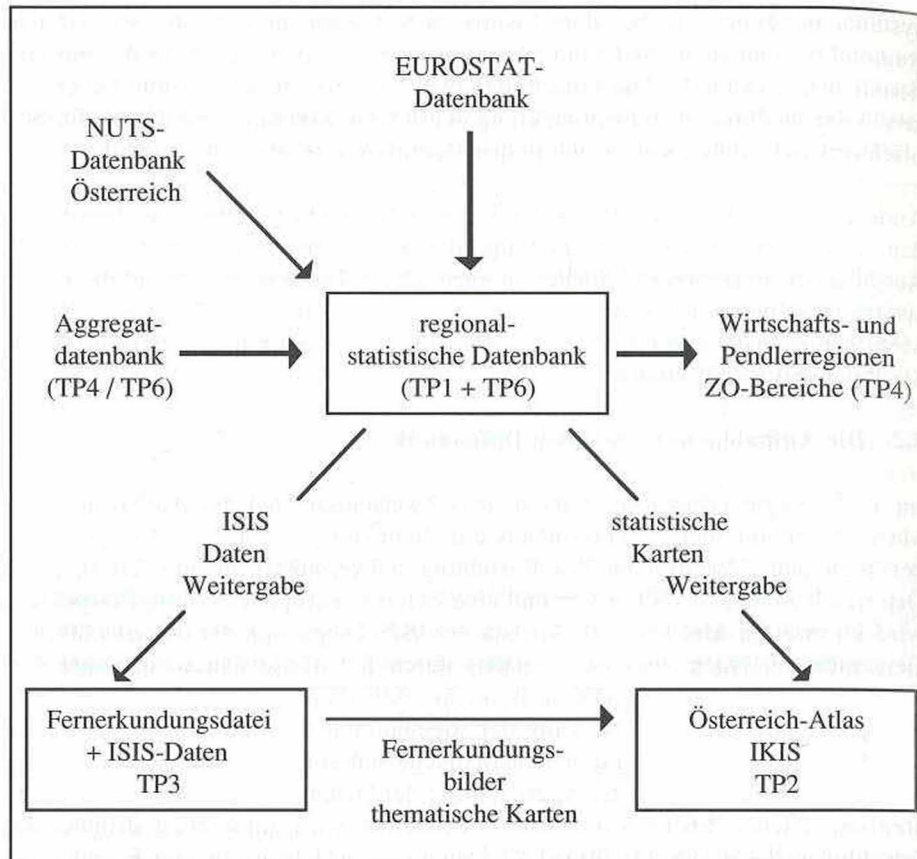 EUROSTAT-
Datenbank
NUTS-
Datenbank
Österreich
Aggregat-
datenbank
(TP4 / TP6)
regional-
statistische Datenbank
(TP1 + TP6)
Wirtschafts- und
Pendlerregionen
ZO-Bereiche (TP4)
ISIS
Daten
Weitergabe
statistische
Karten
Weitergabe
Fernerkundungsdatei
+ ISIS-Daten
TP3
Fernerkundungs-
bilder
thematische Karten
Österreich-Atlas
IKIS
TP2